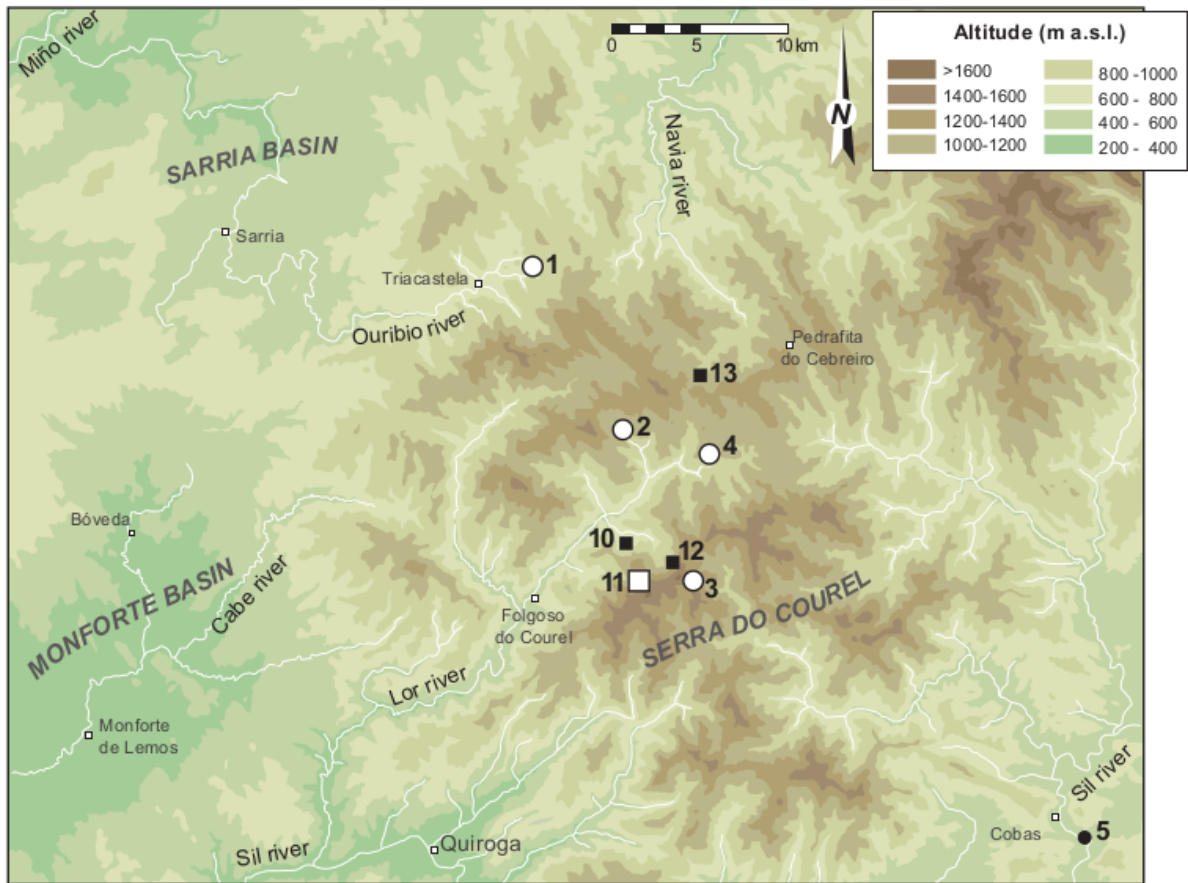 Miño river
0 5 10 km
N
Altitude (m a.s.l.)
>1600
1400-1600
1200-1400
1000-1200
800 -1000
600 - 800
400 - 600
200 - 400
SARRIA BASIN
Navia river
Sarria
Triacastela
1
Ouribio river
Pedrafita
do Cebreiro
13
2
4
Bóveda
MONFORTE BASIN
Cabe river
10
12
11
3
Folgoso
do Courel
SERRA DO COUREL
Lor river
Monforte
de Lemos
Sil river
Cobas
5
Quiroga
Sil river